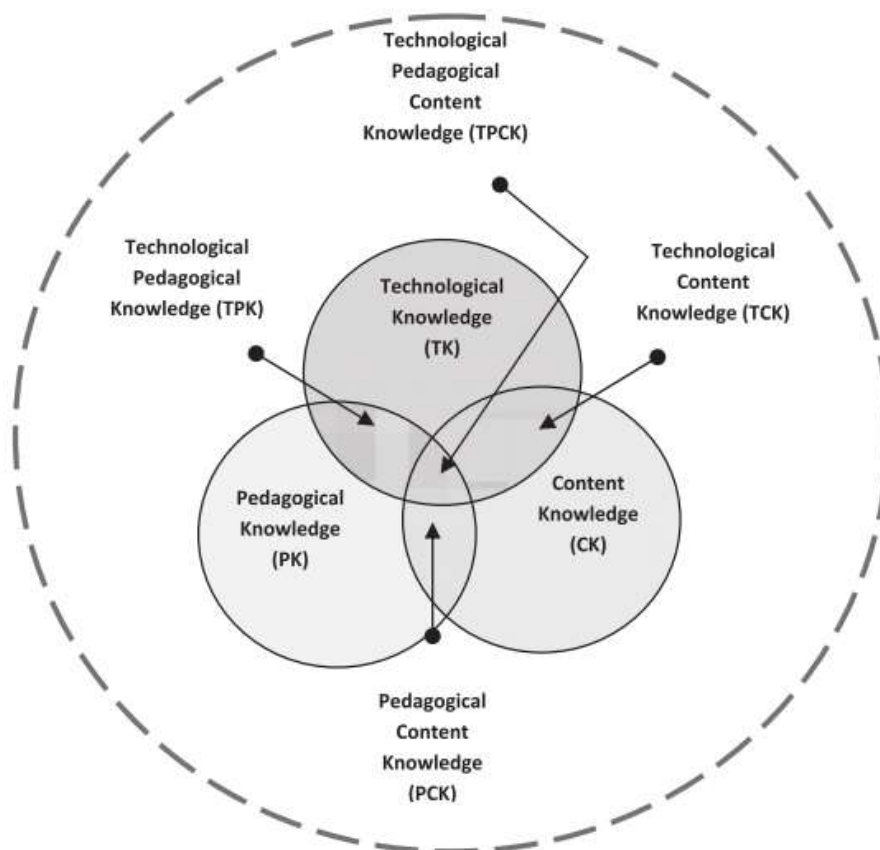 Technological
Pedagogical
Content
Knowledge (TPCK)
Technological
Pedagogical
Knowledge (TPK)
Technological
Content
Knowledge (TCK)
Technological
Knowledge
(TK)
Pedagogical
Knowledge
(PK)
Content
Knowledge
(CK)
Pedagogical
Content
Knowledge
(PCK)